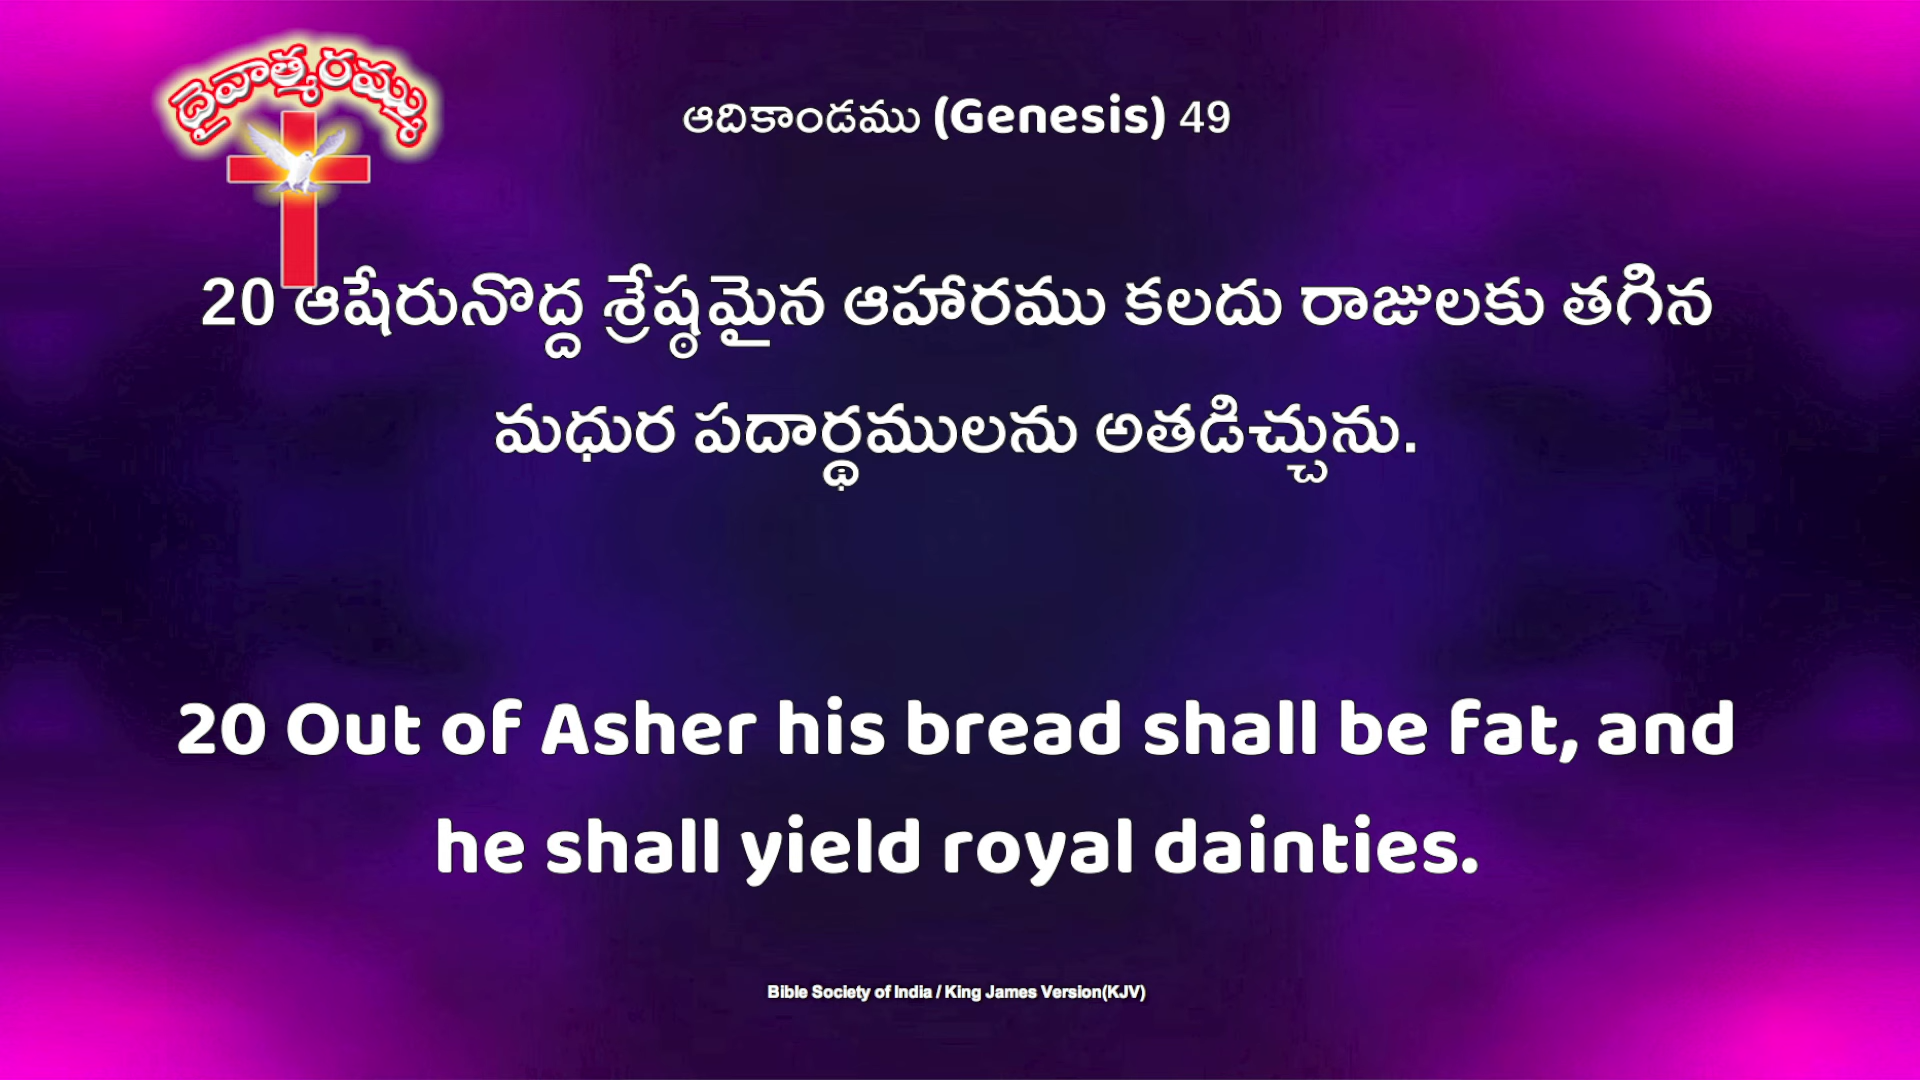 దైవాత్మరమ్ము
ఆదికాండము (Genesis) 49
20 ఆషేరునొద్ద శ్రేష్ఠమైన ఆహారము కలదు రాజులకు తగిన
మధుర పదార్థములను అతడిచ్చును.
20 Out of Asher his bread shall be fat, and
he shall yield royal dainties.
Bible Society of India / King James Version(KJV)